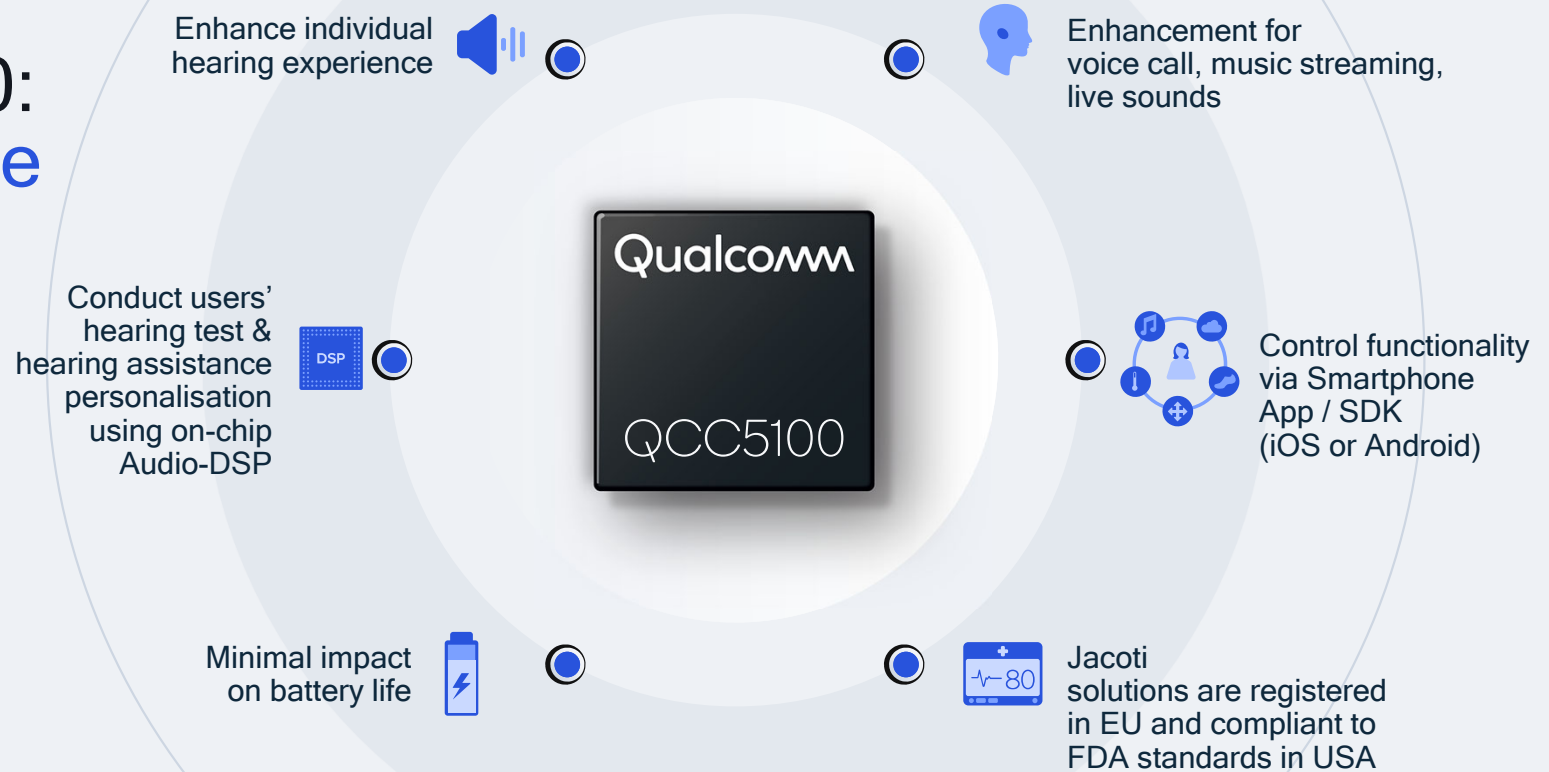 0:
e
Enhance individual
hearing experience
Enhancement for
voice call, music streaming,
live sounds
Qualcomm
QCC5100
Conduct users’
hearing test &
hearing assistance
personalisation
using on-chip
Audio-DSP
DSP
Control functionality
via Smartphone
App / SDK
(iOS or Android)
Minimal impact
on battery life
80
Jacoti
solutions are registered
in EU and compliant to
FDA standards in USA